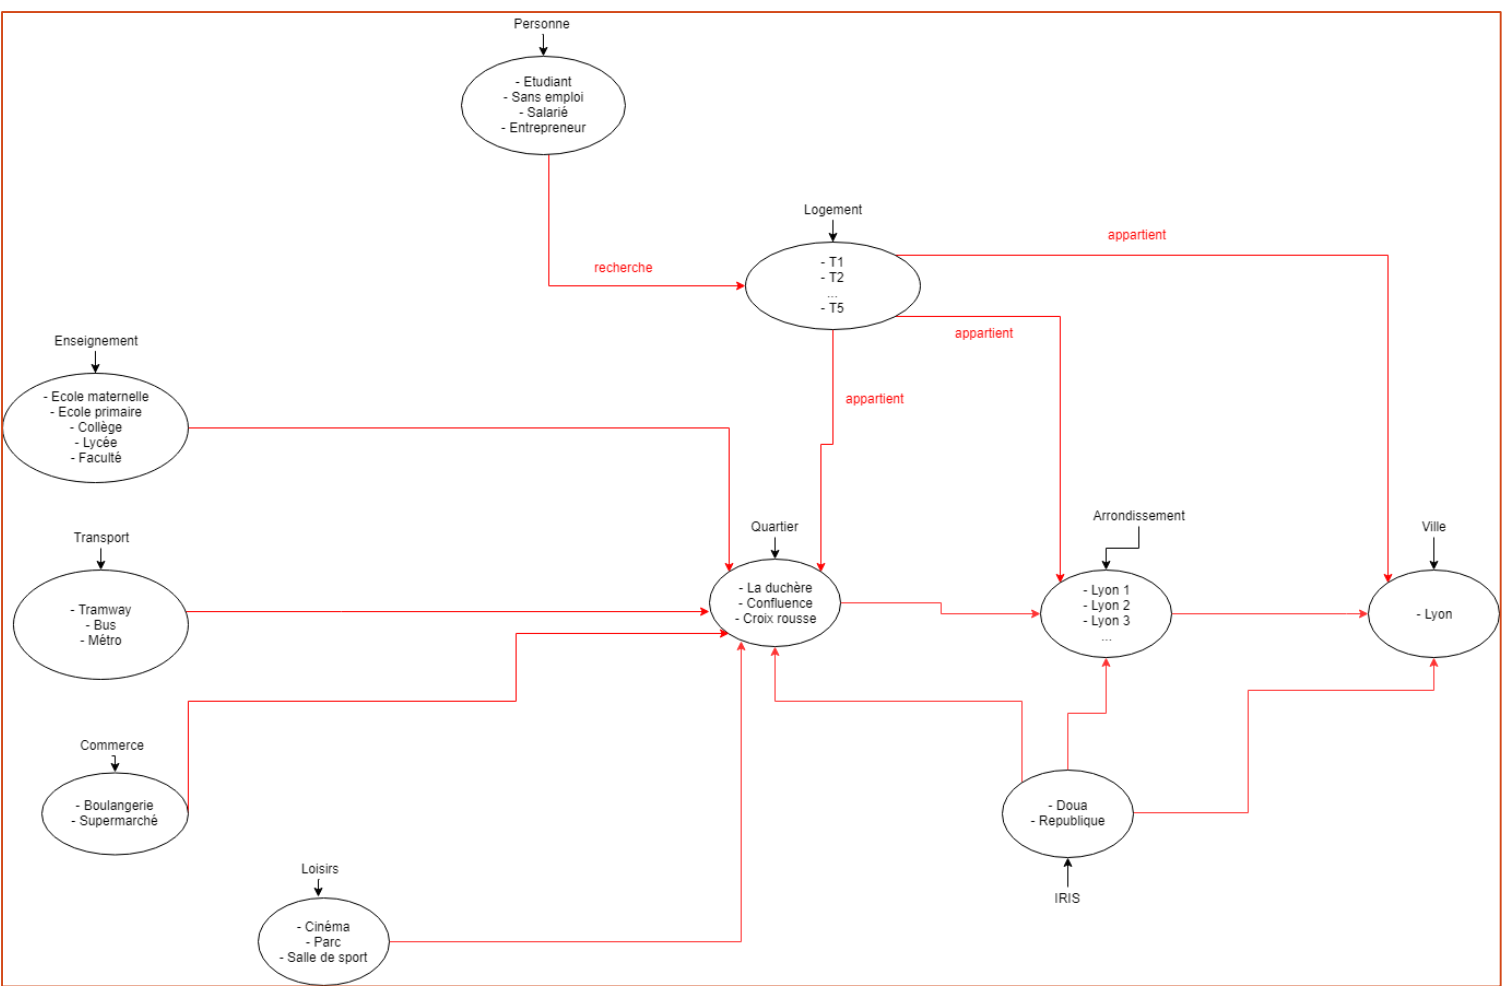 Personne
- Etudiant
- Sans emploi
- Salarié
- Entrepreneur
Logement
- T1
- T2
...
- T5
recherche
appartient
appartient
appartient
Enseignement
- Ecole maternelle
- Ecole primaire
- Collège
- Lycée
- Faculté
Transport
- Tramway
- Bus
- Métro
Quartier
- La duchère
- Confluence
- Croix rousse
Arrondissement
- Lyon 1
- Lyon 2
- Lyon 3
...
Ville
- Lyon
Commerce
- Boulangerie
- Supermarché
- Doua
- Republique
IRIS
Loisirs
- Cinéma
- Parc
- Salle de sport